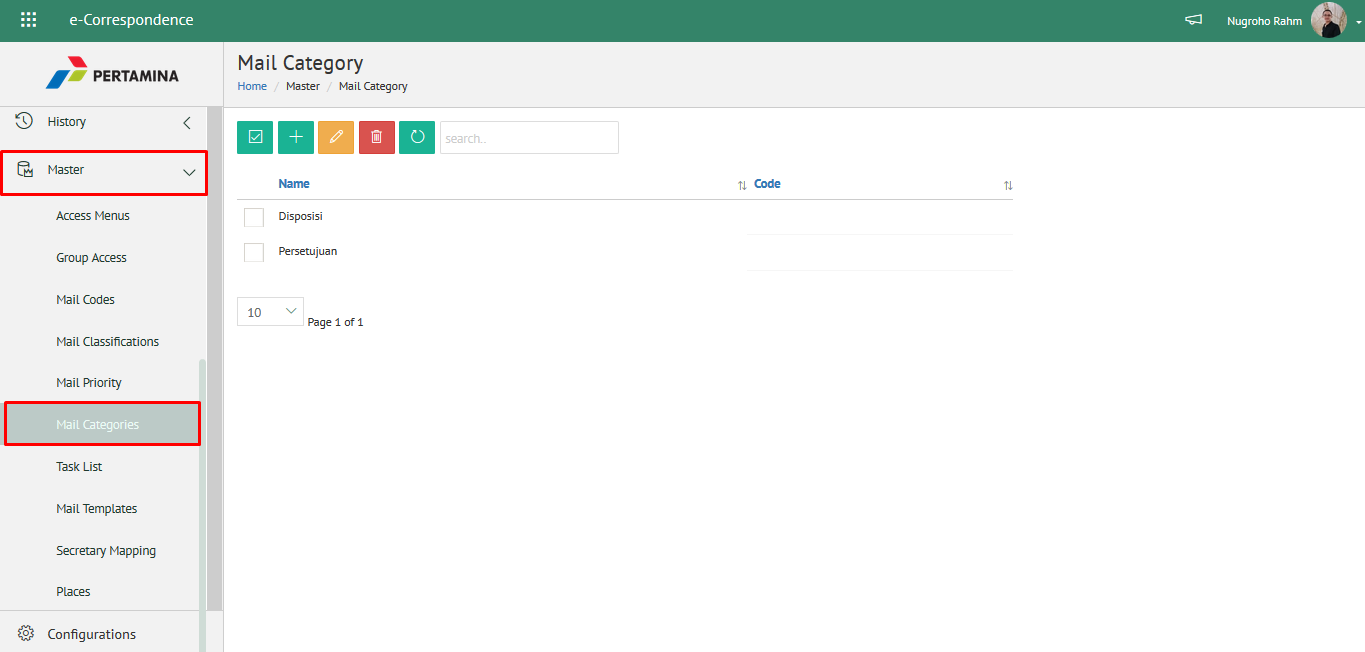 e-Correspondence
Nugroho Rahm
PERTAMINA
Mail Category
Home / Master / Mail Category
History
Master
Access Menus
Group Access
Mail Codes
Mail Classifications
Mail Priority
Mail Categories
Task List
Mail Templates
Secretary Mapping
Places
Configurations
search..
Name Code
Disposisi
Persetujuan
10 Page 1 of 1